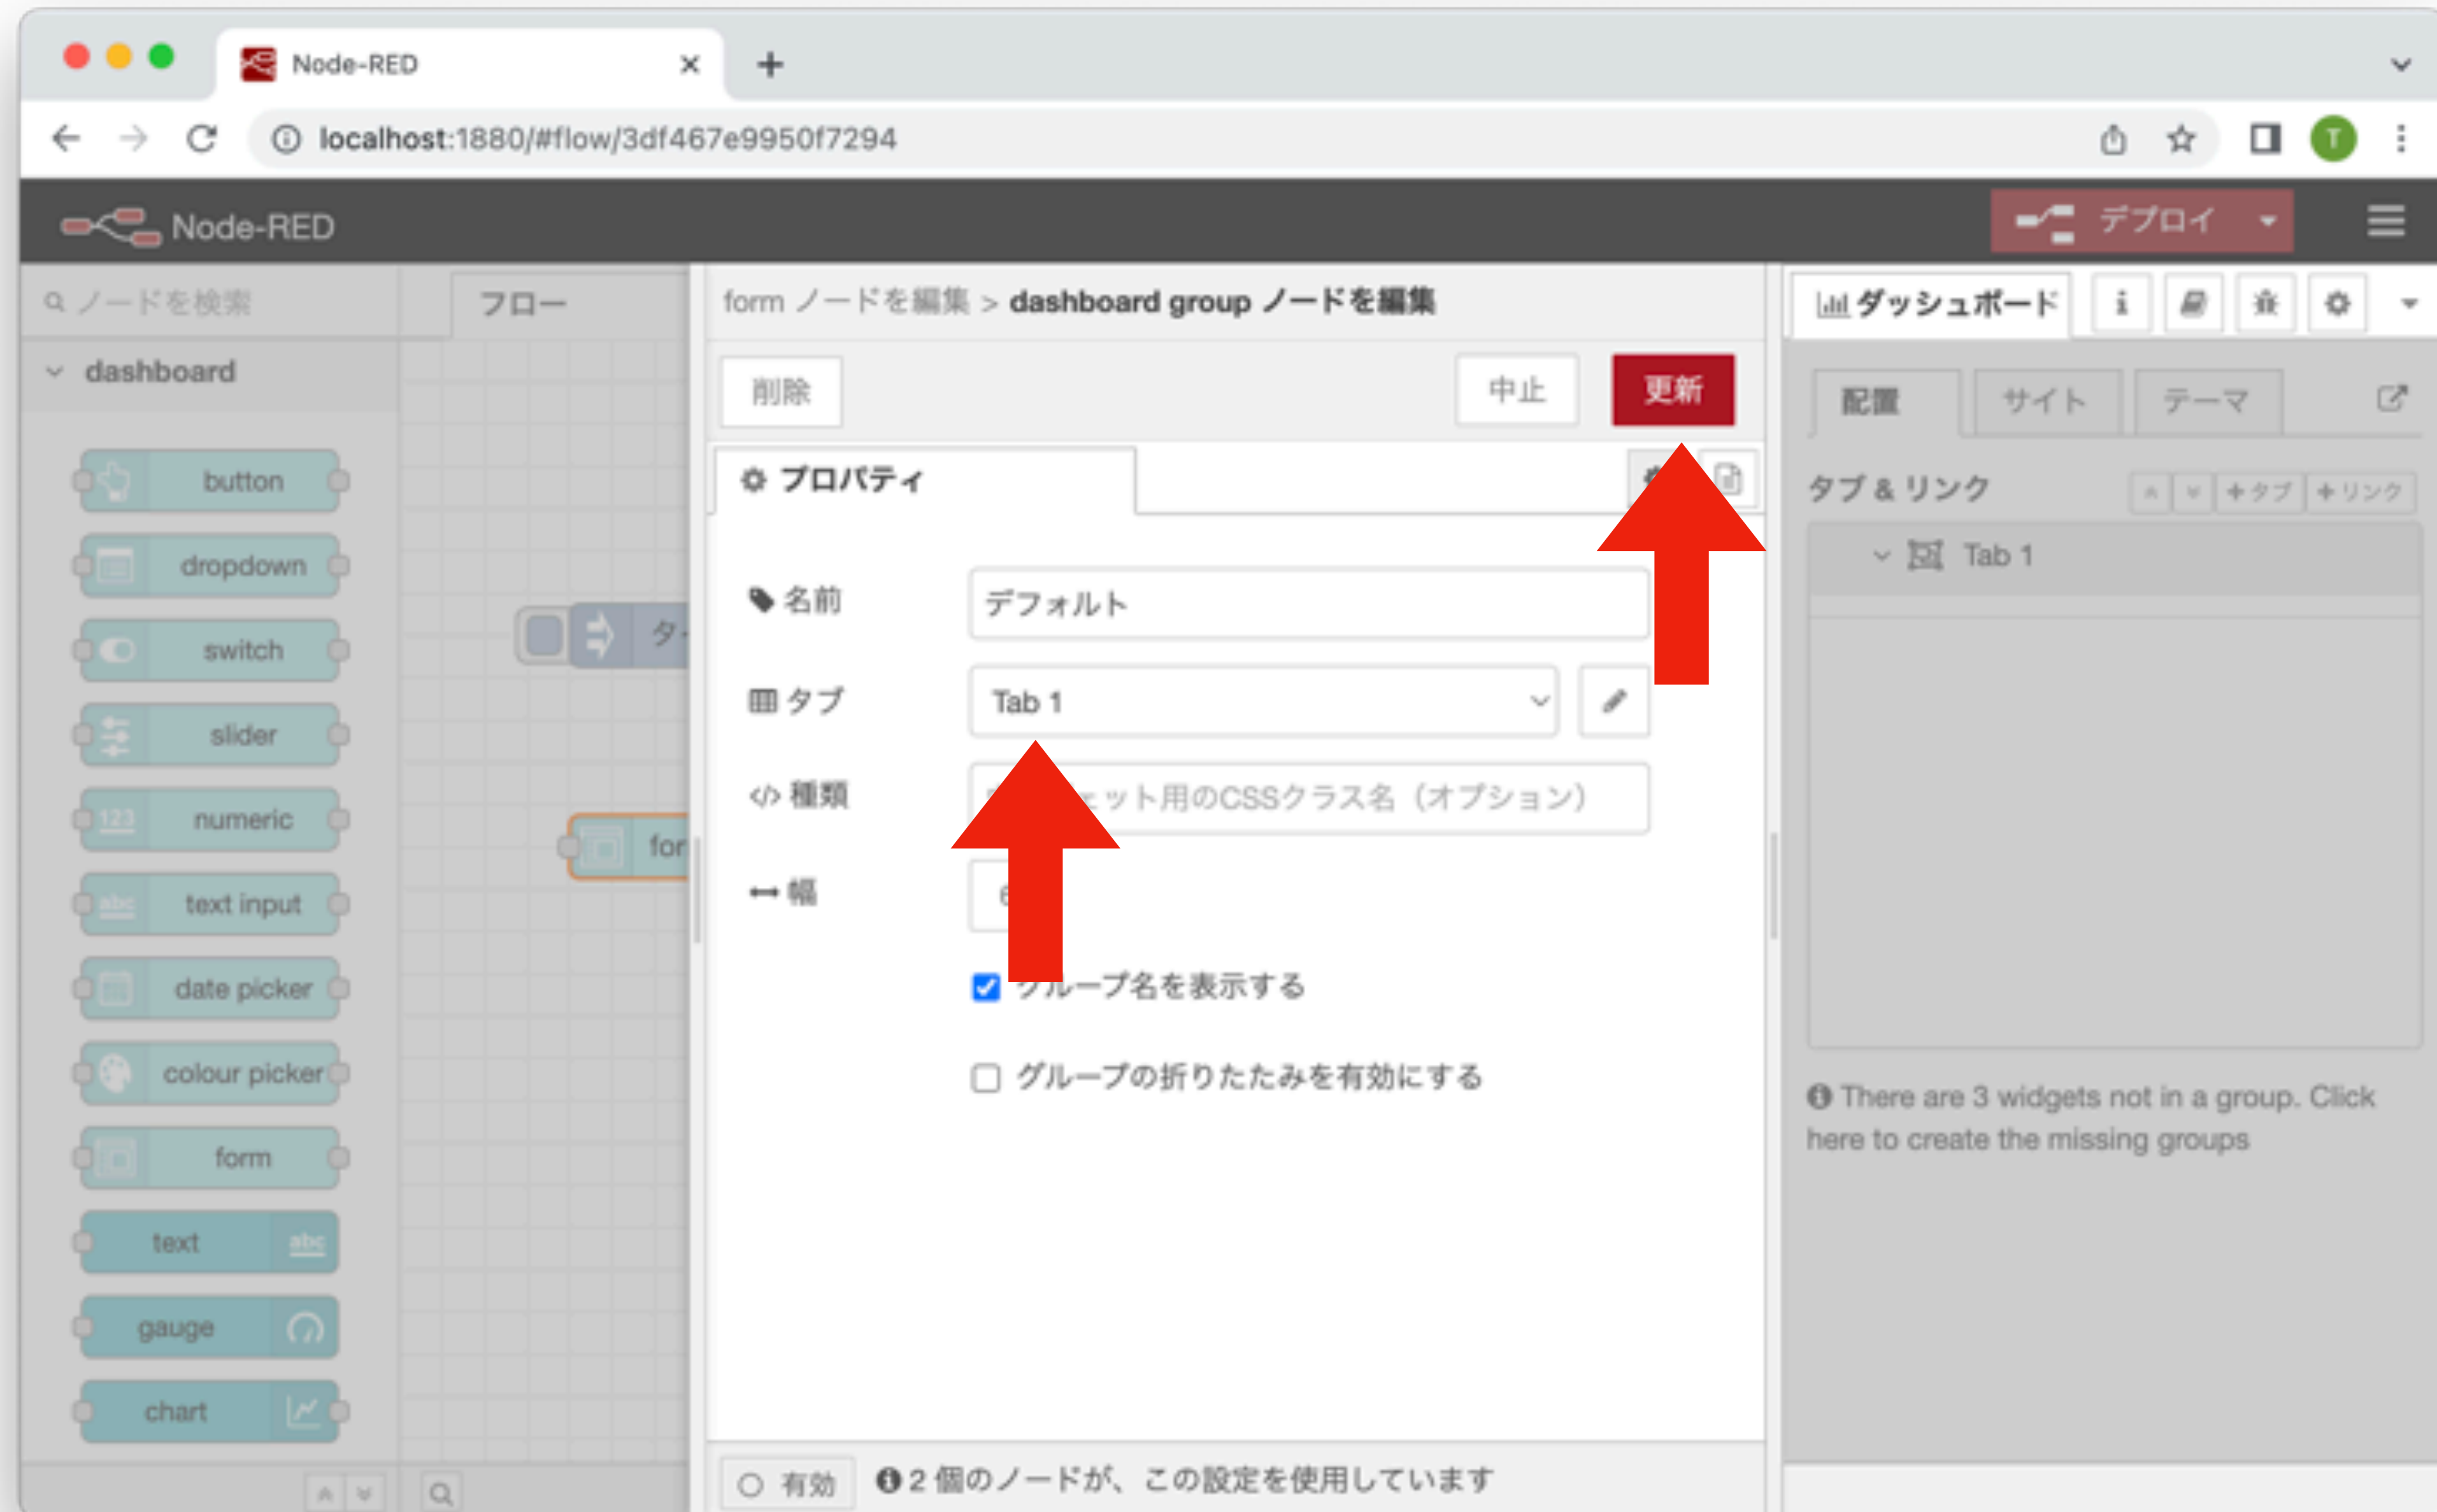 Node-RED
localhost:1880/#flow/3df467e9950f7294
T
Node-RED
デプロイ
ノードを検索
フロー
form ノードを編集 > dashboard group ノードを編集
ダッシュボード
dashboard
削除
中止
更新
配置
サイト
テーマ
プロパティ
タブ & リンク
+タブ
+リンク
button
dropdown
switch
slider
123
numeric
abc
text input
date picker
colour picker
form
text
abc
gauge
chart
名前
デフォルト
タブ
Tab 1
種類
ット用のCSSクラス名（オプション）
幅
グループ名を表示する
グループの折りたたみを有効にする
Tab 1
There are 3 widgets not in a group. Click
here to create the missing groups
有効
2 個のノードが、この設定を使用しています